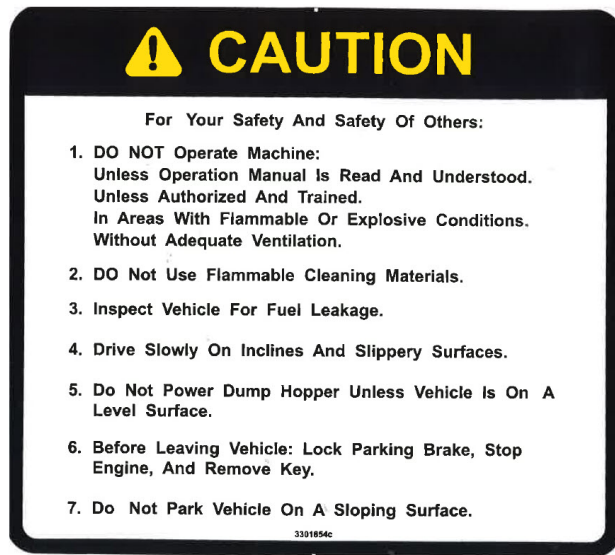 CAUTION
For Your Safety And Safety Of Others:
1. DO NOT Operate Machine:
Unless Operation Manual Is Read And Understood.
Unless Authorized And Trained.
In Areas With Flammable Or Explosive Conditions.
Without Adequate Ventilation.
2. DO Not Use Flammable Cleaning Materials.
3. Inspect Vehicle For Fuel Leakage.
4. Drive Slowly On Inclines And Slippery Surfaces.
5. Do Not Power Dump Hopper Unless Vehicle Is On A
Level Surface.
6. Before Leaving Vehicle: Lock Parking Brake, Stop
Engine, And Remove Key.
7. Do Not Park Vehicle On A Sloping Surface.
3301654c